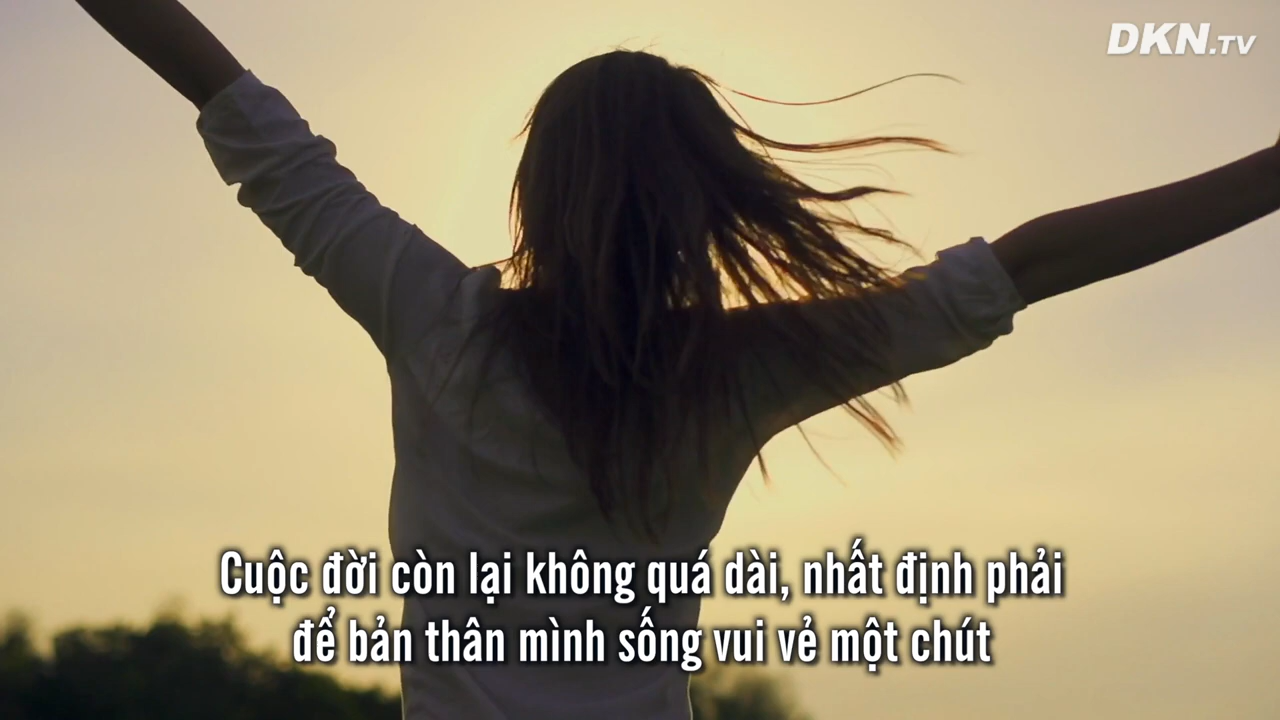 DKN.TV
Cuộc đời còn lại không quá dài, nhất định phải
để bản thân mình sống vui vẻ một chút